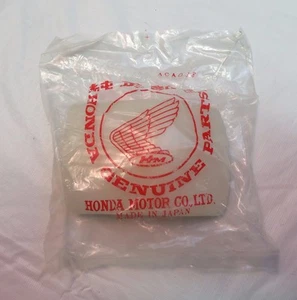 HONDA
GENUINE PARTS
HM
HONDA MOTOR CO.,LTD.
MADE IN JAPAN